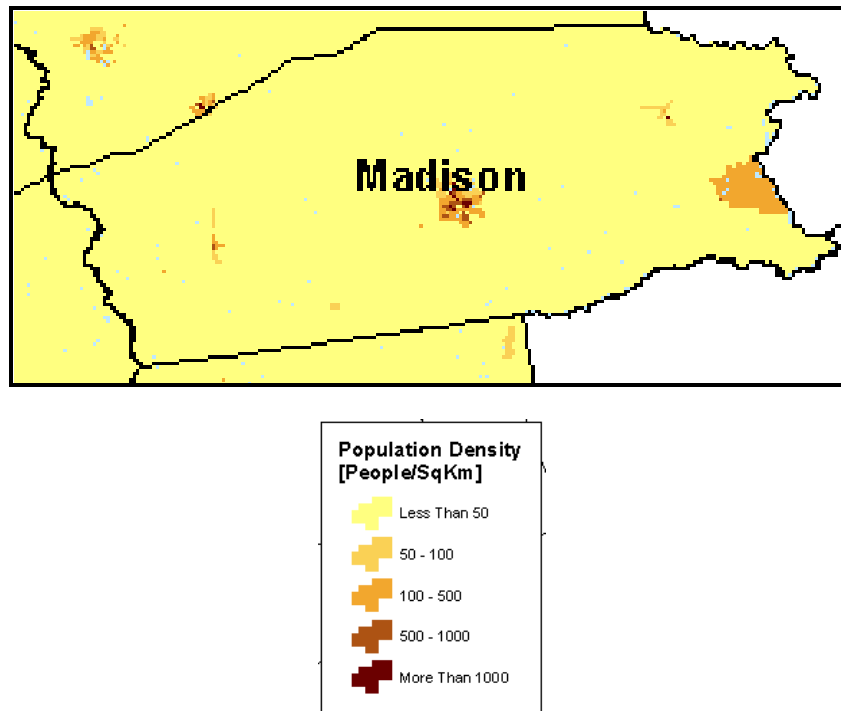 Madison
Population Density
[People/SqKm]
Less Than 50
50 - 100
100 - 500
500 - 1000
More Than 1000